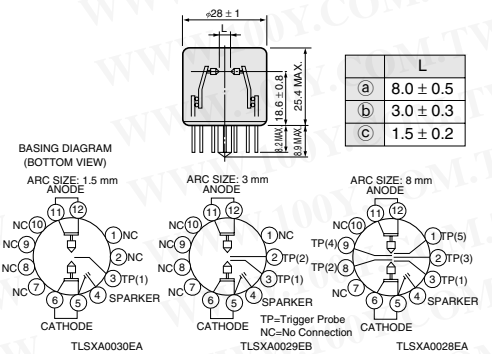 φ28 ± 1
L
18.6 ± 0.8
25.4 MAX.
8.2 MAX.
8.9 MAX.
L
ⓐ 8.0 ± 0.5
ⓑ 3.0 ± 0.3
ⓒ 1.5 ± 0.2
BASING DIAGRAM
(BOTTOM VIEW)
ARC SIZE: 1.5 mm
ANODE
11 12
NC 10
NC 9
NC 8
NC 7
1 NC
2 NC
3 TP(1)
4 SPARKER
6 5
CATHODE
TLSXA0030EA
ARC SIZE: 3 mm
ANODE
11 12
NC 10
NC 9
NC 8
NC 7
1 NC
2 TP(2)
3 TP(1)
4 SPARKER
6 5
CATHODE
TP=Trigger Probe
NC=No Connection
TLSXA0029EB
ARC SIZE: 8 mm
ANODE
11 12
NC 10
TP(4) 9
TP(2) 8
NC 7
1 TP(5)
2 TP(3)
3 TP(1)
4 SPARKER
6 5
CATHODE
TLSXA0028EA
WWW.100Y.COM.TW